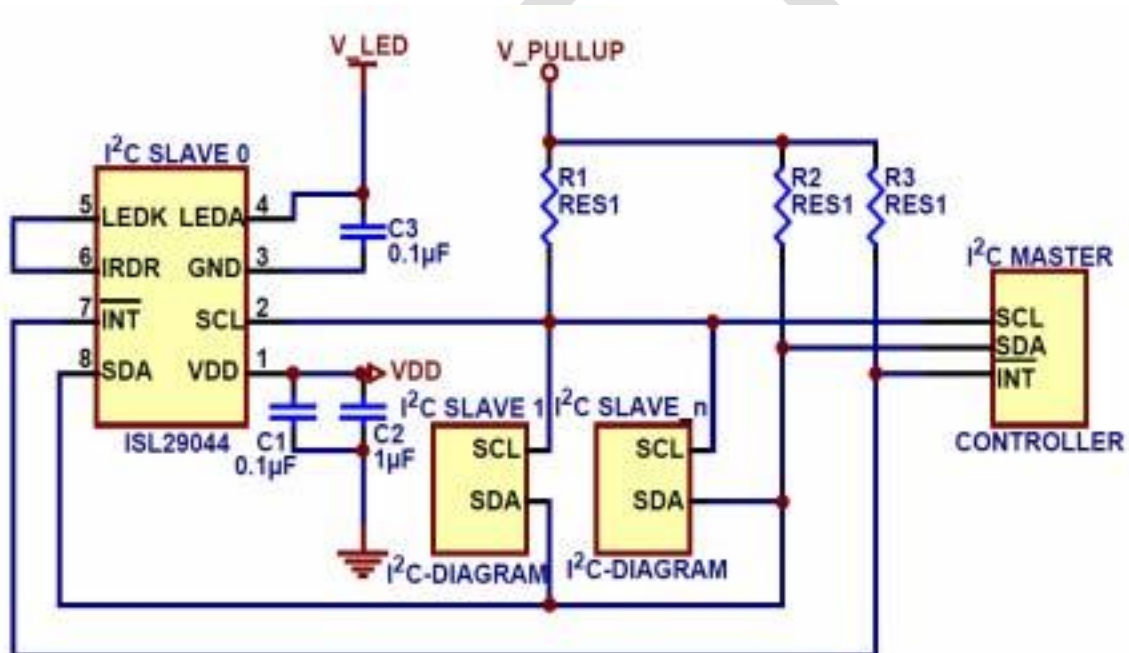 V_LED
V_PULLUP
I²C SLAVE 0
5 LEDK LEDA 4
6 IRDR GND 3
7 INT SCL 2
8 SDA VDD 1
ISL29044
C3
0.1µF
R1
RES1
R2
RES1
R3
RES1
I²C MASTER
SCL
SDA
INT
CONTROLLER
VDD
C1
0.1µF
C2
1µF
I²C SLAVE 1
SCL
SDA
I²C-DIAGRAM
I²C SLAVE_n
SCL
SDA
I²C-DIAGRAM